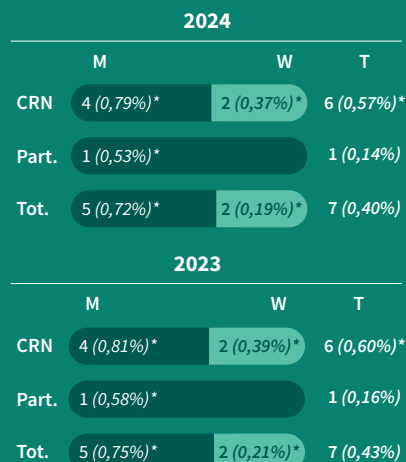 2024
M W T
CRN 4 (0,79%)* 2 (0,37%)* 6 (0,57%)*
Part. 1 (0,53%)* 1 (0,14%)
Tot. 5 (0,72%)* 2 (0,19%)* 7 (0,40%)
2023
M W T
CRN 4 (0,81%)* 2 (0,39%)* 6 (0,60%)*
Part. 1 (0,58%)* 1 (0,16%)
Tot. 5 (0,75%)* 2 (0,21%)* 7 (0,43%)